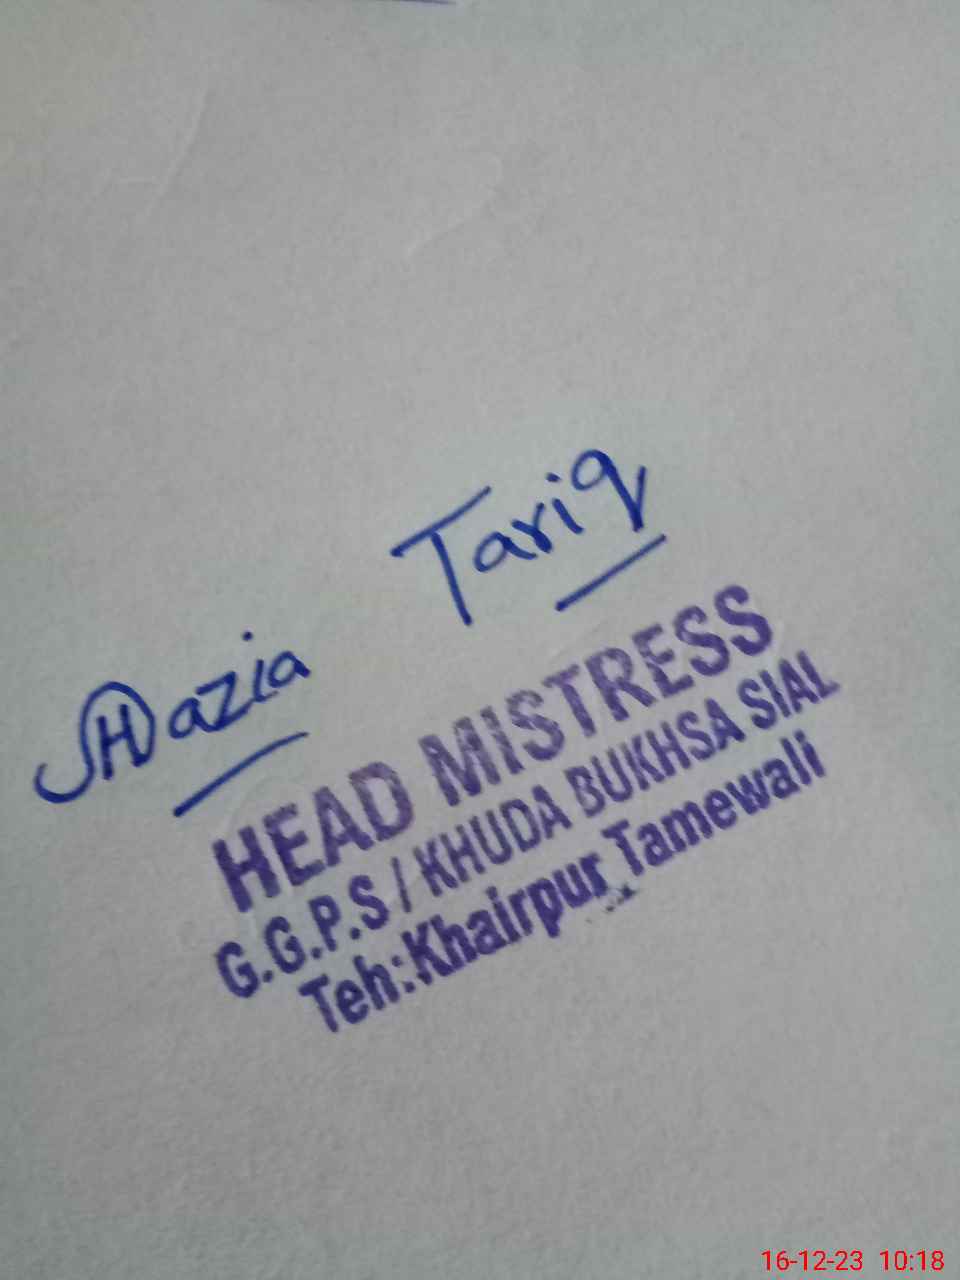 Shazia Tariq
HEAD MISTRESS
G.G.P.S / KHUDA BUKHSA SIAL
Teh:Khairpur Tamewali
16-12-23 10:18